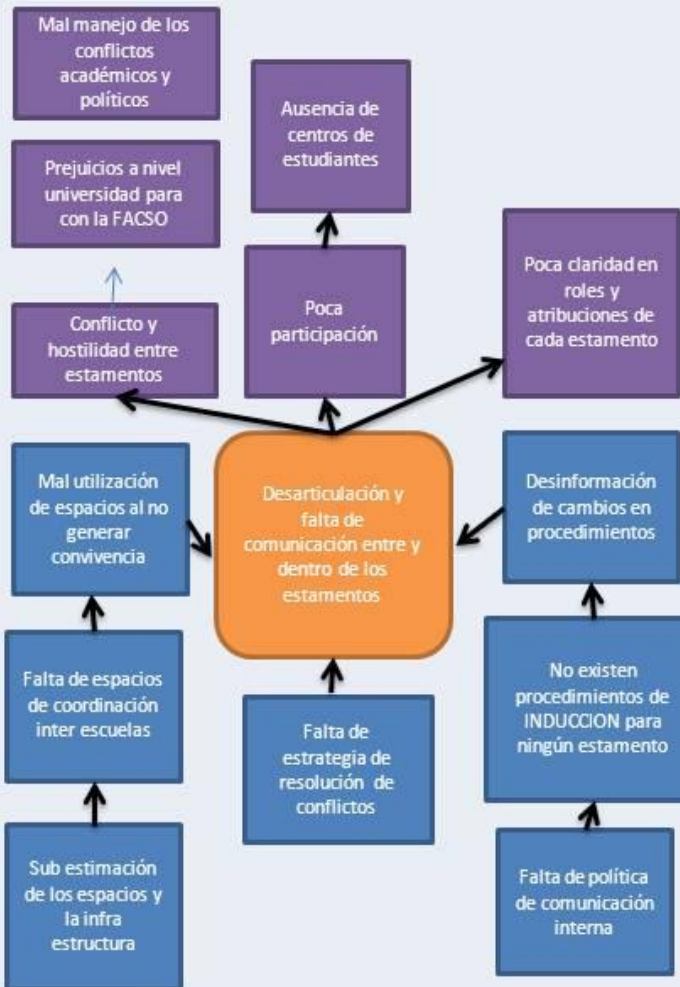 Mal manejo de los
conflictos
académicos y
políticos
Ausencia de
centros de
estudiantes
Prejuicios a nivel
universidad para
con la FACSO
Poca claridad en
roles y
atribuciones de
cada estamento
Poca
participación
Conflicto y
hostilidad entre
estamentos
Mal utilización
de espacios al no
generar
convivencia
Desarticulación y
falta de
comunicación entre y
dentro de los
estamentos
Desinformación
de cambios en
procedimientos
Falta de espacios
de coordinación
inter escuelas
Falta de
estrategia de
resolución de
conflictos
No existen
procedimientos de
INDUCCION para
ningún estamento
Sub estimación
de los espacios y
la infra
estructura
Falta de política
de comunicación
interna